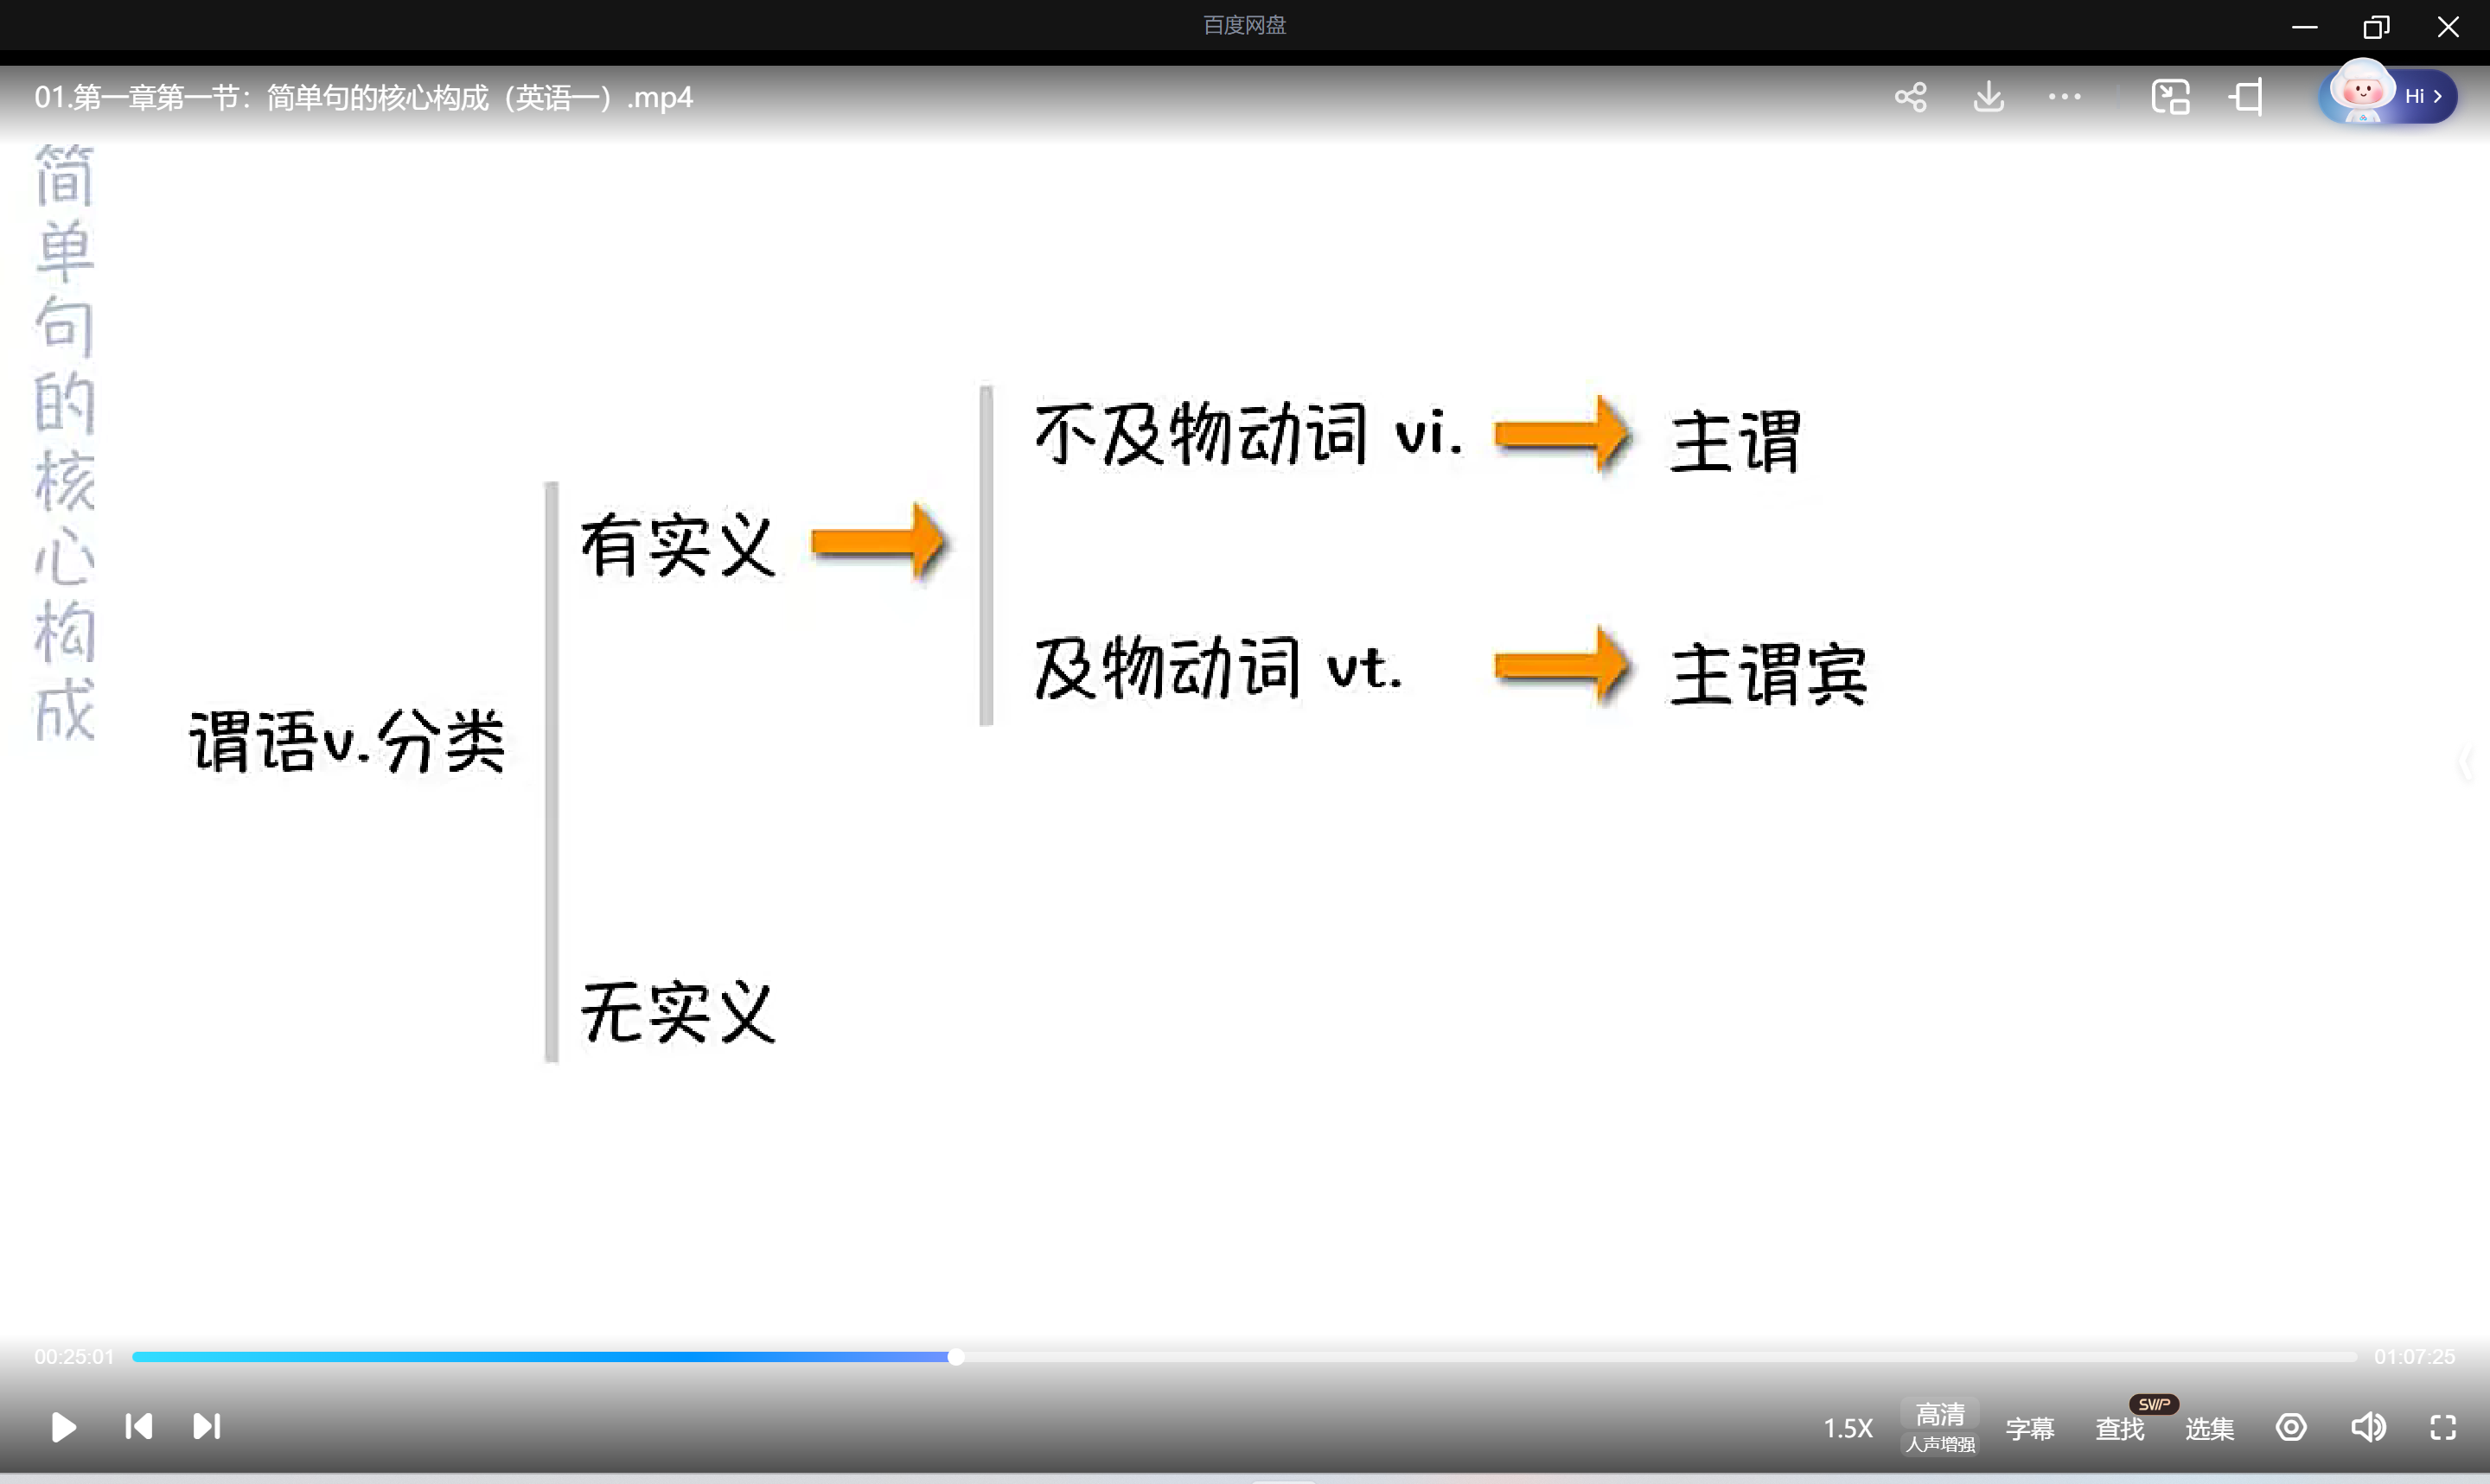 百度网盘
01.第一章第一节：简单句的核心构成（英语一）.mp4
Hi
简单句的核心构成
不及物动词 vi.
主谓
有实义
及物动词 vt.
主谓宾
谓语v.分类
无实义
00:25:01
01:07:25
1.5X
高清
人声增强
字幕
查找
SVIP
选集